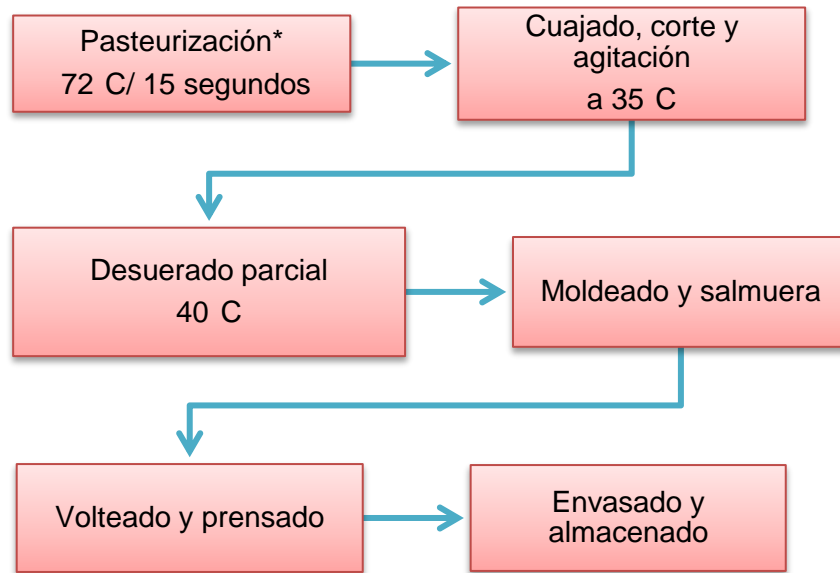 Pasteurización*
72 C/ 15 segundos
Cuajado, corte y
agitación
a 35 C
Desuerado parcial
40 C
Moldeado y salmuera
Volteado y prensado
Envasado y
almacenado